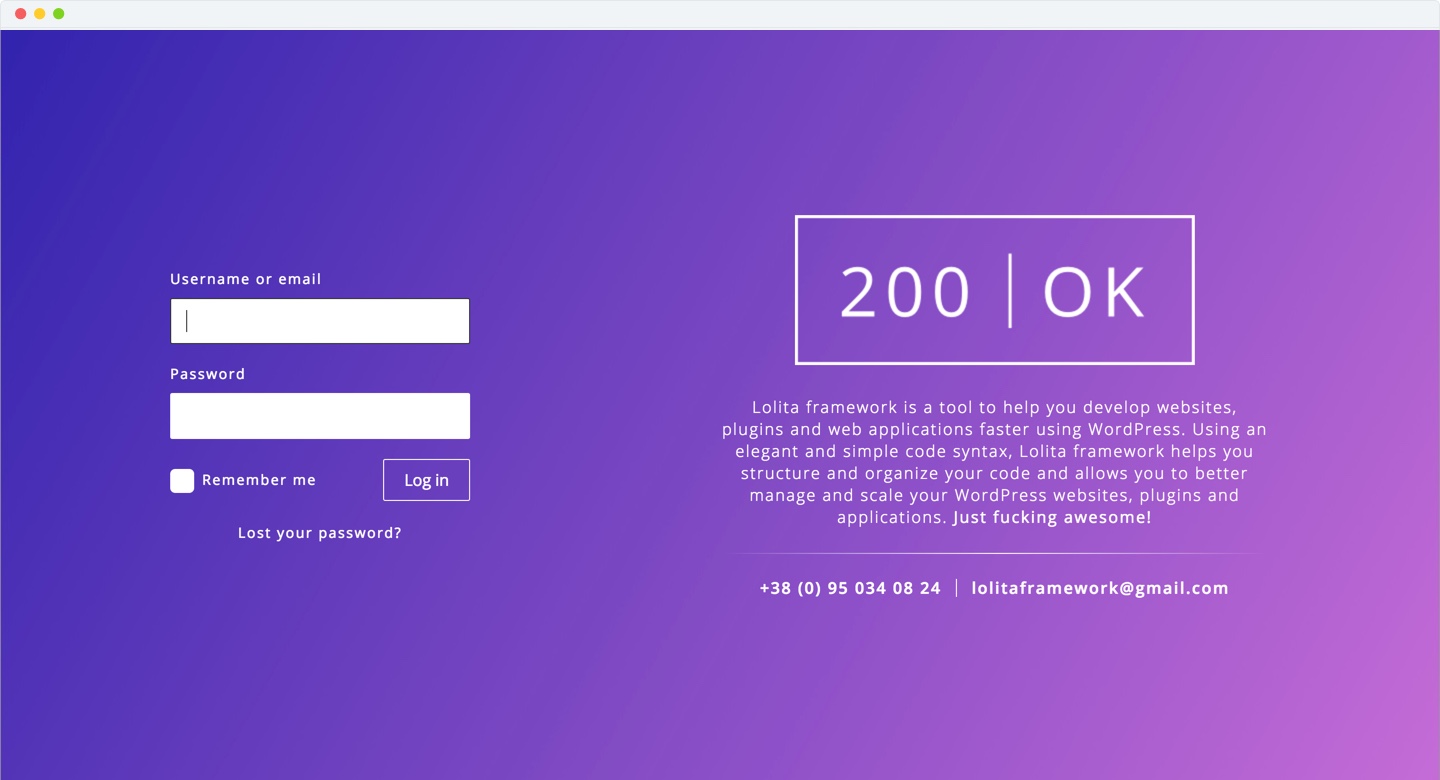 Username or email
Password
Remember me
Log in
Lost your password?
200 | OK
Lolita framework is a tool to help you develop websites,
plugins and web applications faster using WordPress. Using an
elegant and simple code syntax, Lolita framework helps you
structure and organize your code and allows you to better
manage and scale your WordPress websites, plugins and
applications. Just fucking awesome!
+38 (0) 95 034 08 24 | lolitaframework@gmail.com